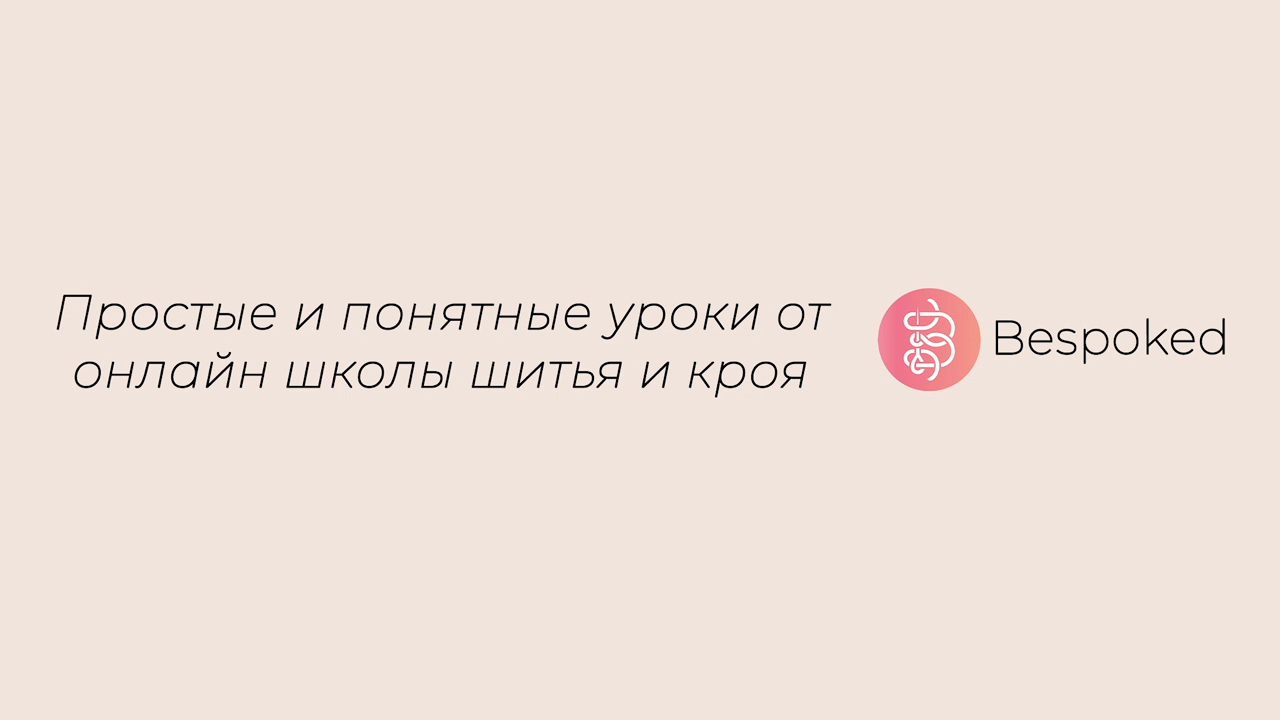 Простые и понятные уроки от
онлайн школы шитья и кроя
Bespoked